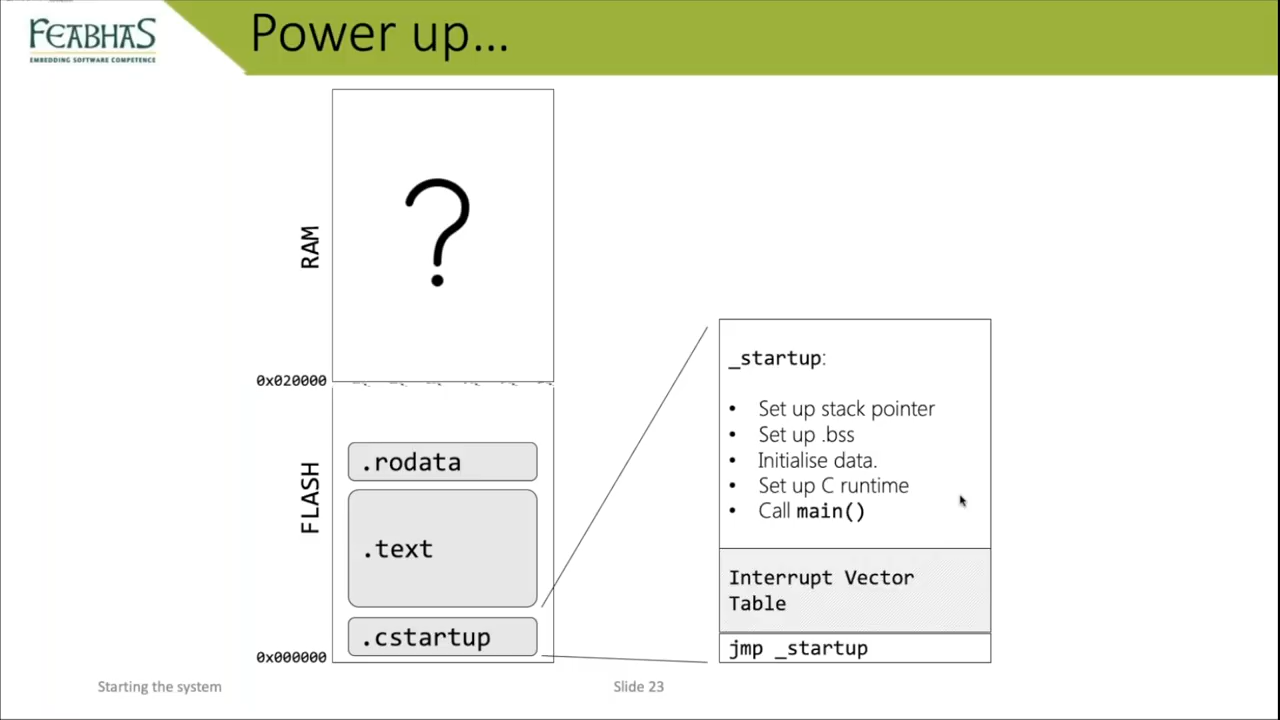 FEABHAS
EMBEDDING SOFTWARE COMPETENCE
Power up...
?
RAM
0x020000
.rodata
FLASH
.text
.cstartup
0x000000
_startup:
• Set up stack pointer
• Set up .bss
• Initialise data.
• Set up C runtime
• Call main()
Interrupt Vector
Table
jmp _startup
Starting the system
Slide 23